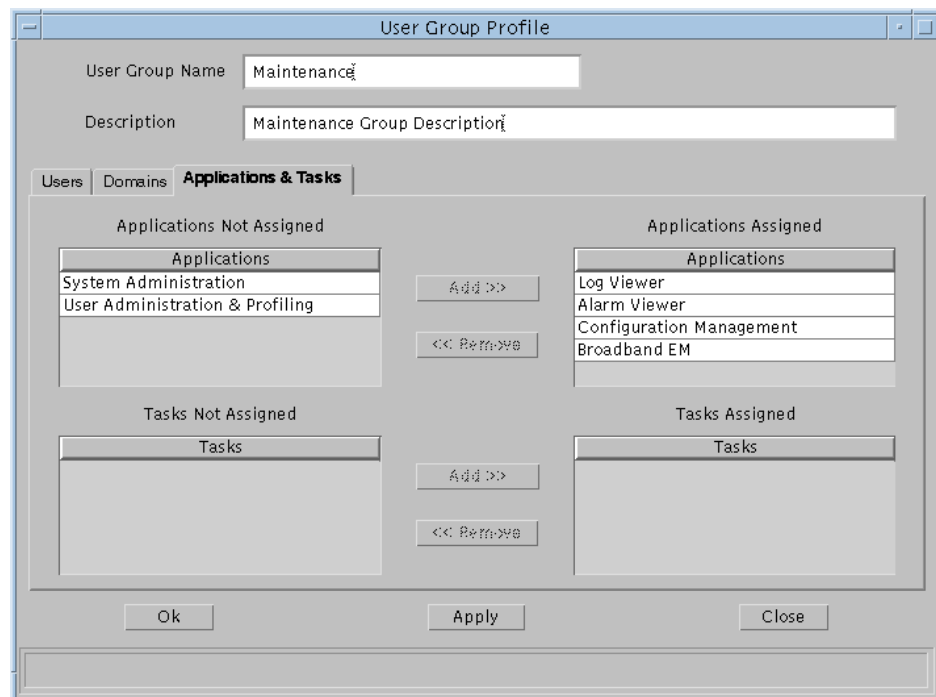 User Group Profile
User Group Name Maintenance
Description Maintenance Group Description
Users Domains Applications & Tasks
Applications Not Assigned
Applications
System Administration
User Administration & Profiling
Add >>
<< Remove
Applications Assigned
Applications
Log Viewer
Alarm Viewer
Configuration Management
Broadband EM
Tasks Not Assigned
Tasks
Add >>
<< Remove
Tasks Assigned
Tasks
Ok Apply Close